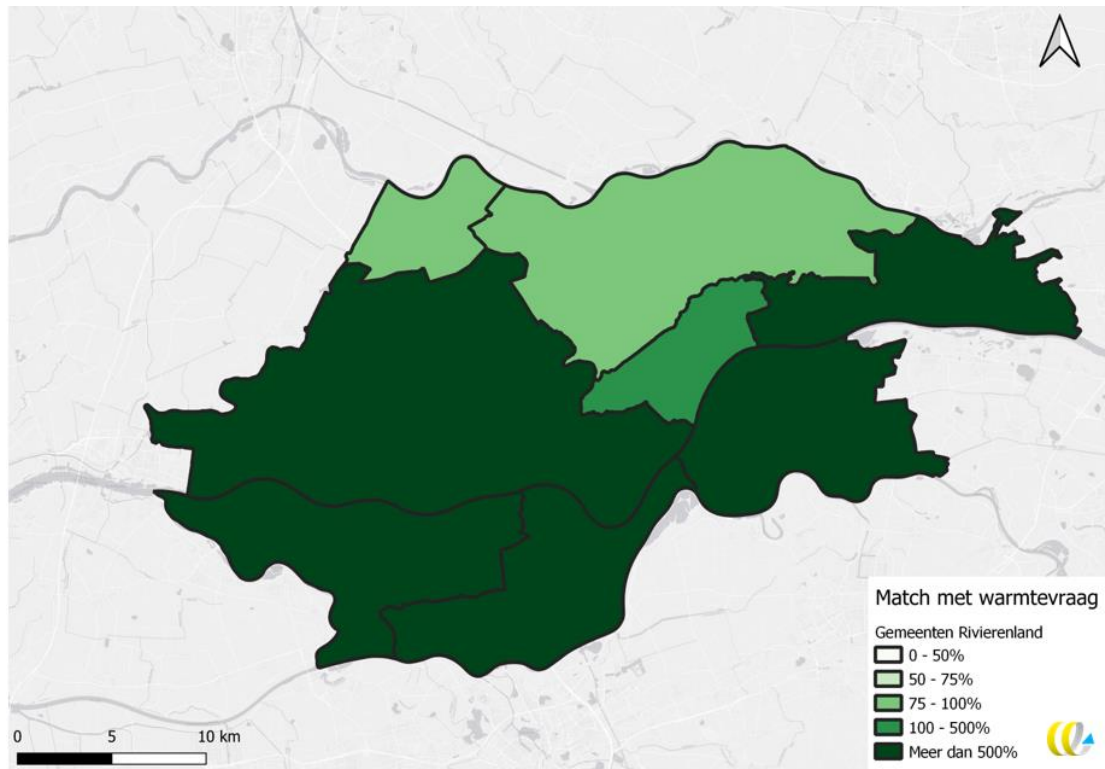 Match met warmtevraag
Gemeenten Rivierenland
0 - 50%
50 - 75%
75 - 100%
100 - 500%
Meer dan 500%
0 5 10 km